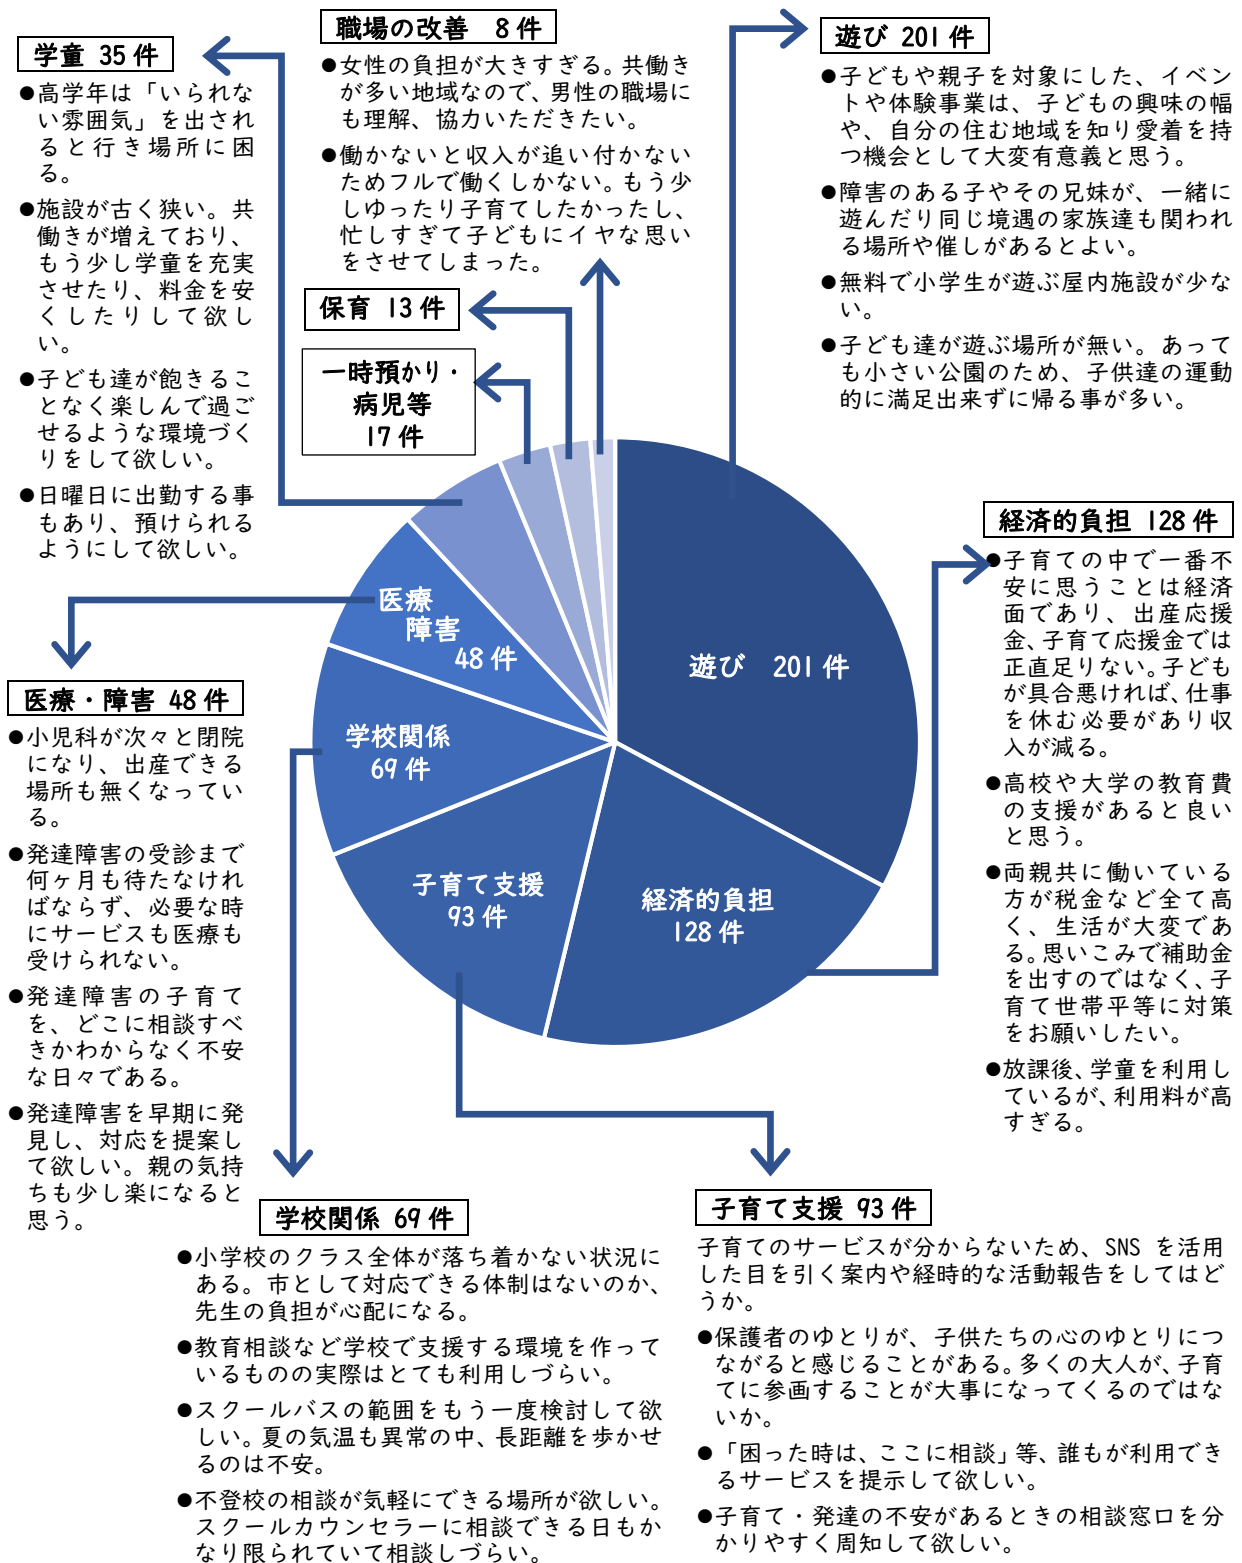 職場の改善　8件
●女性の負担が大きすぎる。共働き
が多い地域なので、男性の職場に
も理解、協力いただきたい。
●働かないと収入が追い付かない
ためフルで働くしかない。もう少
しゆったり子育てしたかったし、
忙しすぎて子どもにイヤな思い
をさせてしまった。
遊び 201件
●子どもや親子を対象にした、イベン
トや体験事業は、子どもの興味の幅
や、自分の住む地域を知り愛着を持
つ機会として大変有意義と思う。
●障害のある子やその兄妹が、一緒に
遊んだり同じ境遇の家族達も関われ
る場所や催しがあるとよい。
●無料で小学生が遊ぶ屋内施設が少な
い。
●子ども達が遊ぶ場所が無い。あって
も小さい公園のため、子供達の運動
的に満足出来ずに帰る事が多い。
学童 35件
●高学年は「いられな
い雰囲気」を出され
ると行き場所に困
る。
●施設が古く狭い。共
働きが増えており、
もう少し学童を充実
させたり、料金を安
くしたりして欲し
い。
●子ども達が飽きるこ
となく楽しんで過ご
せるような環境づく
りをして欲しい。
●日曜日に出勤する事
もあり、預けられる
ようにして欲しい。
保育 13件
一時預かり・
病児等
17件
経済的負担 128件
●子育ての中で一番不
安に思うことは経済
面であり、出産応援
金、子育て応援金では
正直足りない。子ども
が具合悪ければ、仕事
を休む必要があり収
入が減る。
●高校や大学の教育費
の支援があると良い
と思う。
●両親共に働いている
方が税金など全て高
く、生活が大変であ
る。思いこみで補助金
を出すのではなく、子
育て世帯平等に対策
をお願いしたい。
●放課後、学童を利用し
ているが、利用料が高
すぎる。
医療
障害
48件
遊び　201件
学校関係
69件
子育て支援
93件
経済的負担
128件
医療・障害 48件
●小児科が次々と閉院
になり、出産できる
場所も無くなってい
る。
●発達障害の受診まで
何ヶ月も待たなけれ
ばならず、必要な時
にサービスも医療も
受けられない。
●発達障害の子育て
を、どこに相談すべ
きかわからなく不安
な日々である。
●発達障害を早期に発
見し、対応を提案し
て欲しい。親の気持
ちも少し楽になると
思う。
学校関係 69件
●小学校のクラス全体が落ち着かない状況に
ある。市として対応できる体制はないのか、
先生の負担が心配になる。
●教育相談など学校で支援する環境を作って
いるものの実際はとても利用しづらい。
●スクールバスの範囲をもう一度検討して欲
しい。夏の気温も異常の中、長距離を歩かせ
るのは不安。
●不登校の相談が気軽にできる場所が欲しい。
スクールカウンセラーに相談できる日もか
なり限られていて相談しづらい。
子育て支援 93件
子育てのサービスが分からないため、SNS を活用
した目を引く案内や経時的な活動報告をしてはど
うか。
●保護者のゆとりが、子供たちの心のゆとりにつ
ながると感じることがある。多くの大人が、子育
てに参画することが大事になってくるのではな
いか。
●「困った時は、ここに相談」等、誰もが利用でき
るサービスを提示して欲しい。
●子育て・発達の不安があるときの相談窓口を分
かりやすく周知して欲しい。